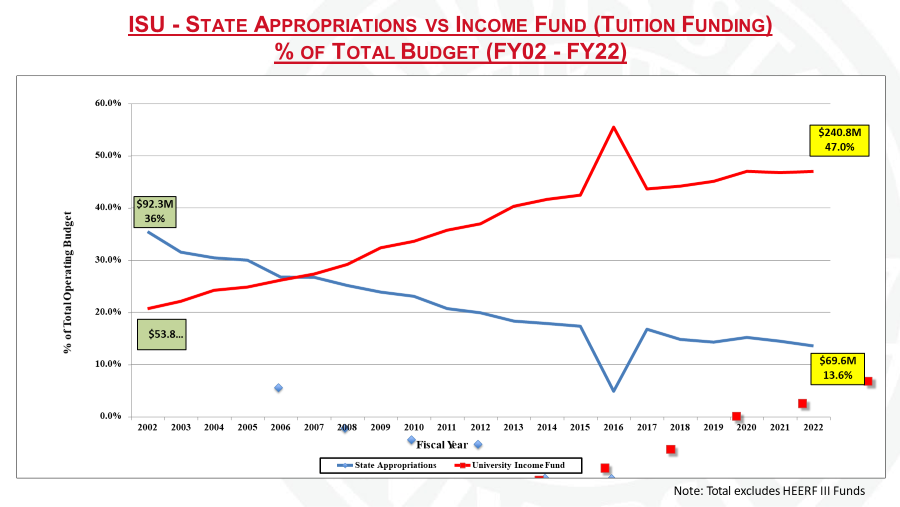 ISU - STATE APPROPRIATIONS VS INCOME FUND (TUITION FUNDING)
% OF TOTAL BUDGET (FY02 - FY22)
60.0%
50.0%
40.0%
30.0%
20.0%
10.0%
0.0%
% of Total Operating Budget
$92.3M
36%
$53.8...
$240.8M
47.0%
$69.6M
13.6%
2002 2003 2004 2005 2006 2007 2008 2009 2010 2011 2012 2013 2014 2015 2016 2017 2018 2019 2020 2021 2022
Fiscal Year
State Appropriations University Income Fund
Note: Total excludes HEERF III Funds